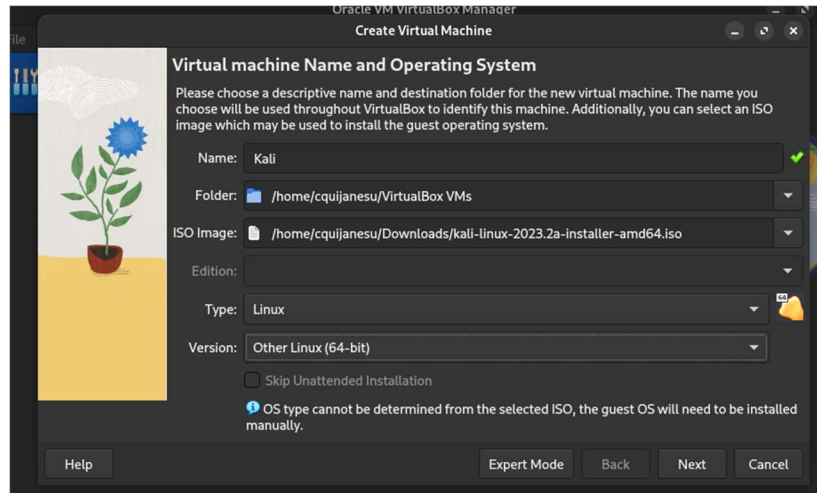 Oracle VM VirtualBox Manager
File
Create Virtual Machine
Virtual machine Name and Operating System
Please choose a descriptive name and destination folder for the new virtual machine. The name you
choose will be used throughout VirtualBox to identify this machine. Additionally, you can select an ISO
image which may be used to install the guest operating system.
Name: Kali
Folder: /home/cquijanesu/VirtualBox VMs
ISO Image: /home/cquijanesu/Downloads/kali-linux-2023.2a-installer-amd64.iso
Edition:
Type: Linux
64
Version: Other Linux (64-bit)
Skip Unattended Installation
OS type cannot be determined from the selected ISO, the guest OS will need to be installed
manually.
Help Expert Mode Back Next Cancel